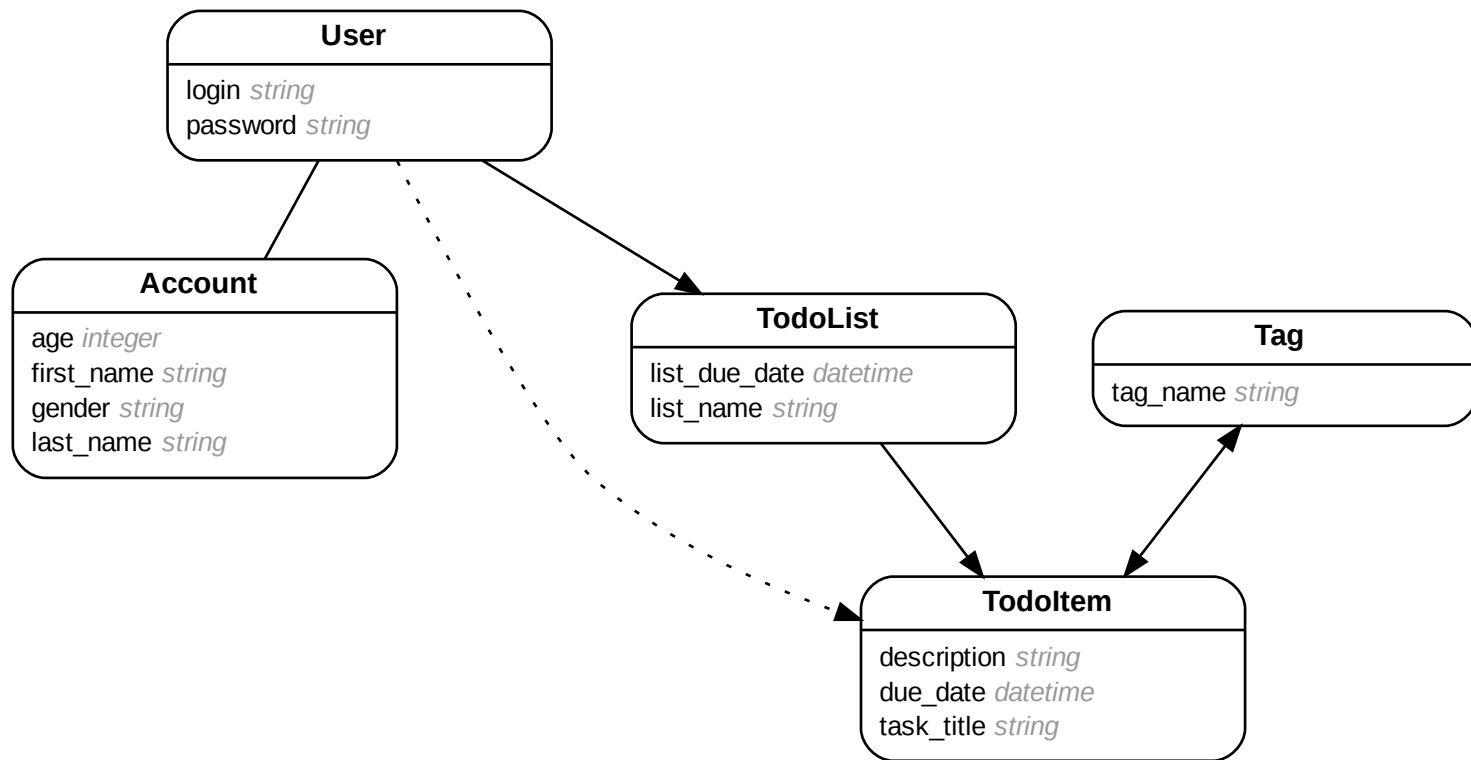 User
login string
password string
Account
age integer
first_name string
gender string
last_name string
TodoList
list_due_date datetime
list_name string
Tag
tag_name string
TodoItem
description string
due_date datetime
task_title string